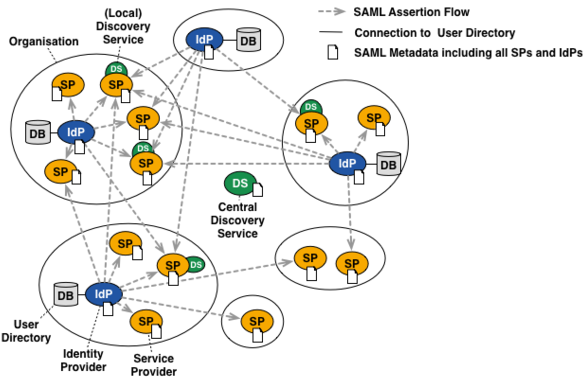 (Local)
Discovery
Service
Organisation
SAML Assertion Flow
Connection to User Directory
SAML Metadata including all SPs and IdPs
IdP
DB
DS
SP
SP
SP
DS
SP
DB
IdP
DS
SP
SP
SP
IdP
DB
SP
DS
Central
Discovery
Service
SP
SP
DS
SP
SP
DB
IdP
SP
SP
User
Directory
Identity
Provider
Service
Provider